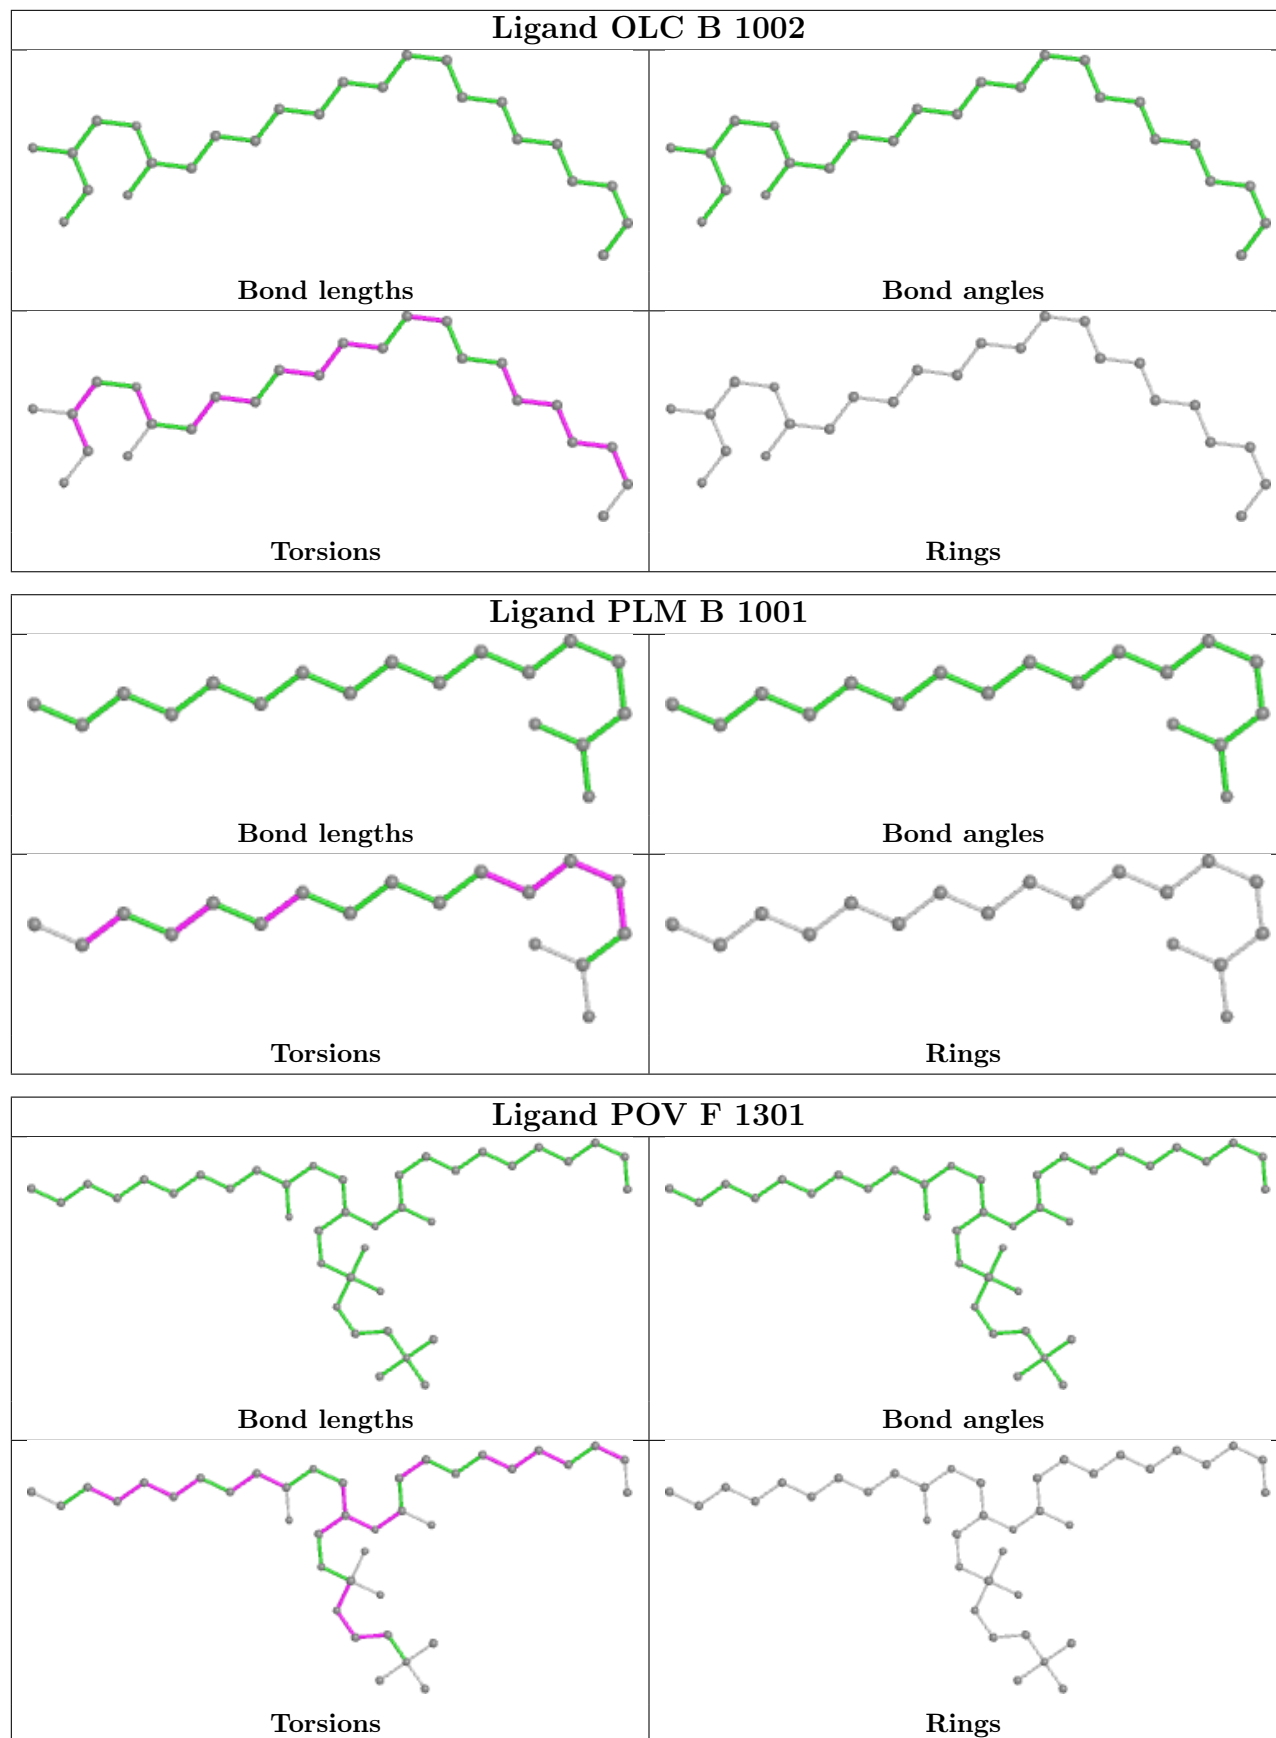 Ligand OLC B 1002
Bond lengths
Bond angles
Torsions
Rings
Ligand PLM B 1001
Bond lengths
Bond angles
Torsions
Rings
Ligand POV F 1301
Bond lengths
Bond angles
Torsions
Rings